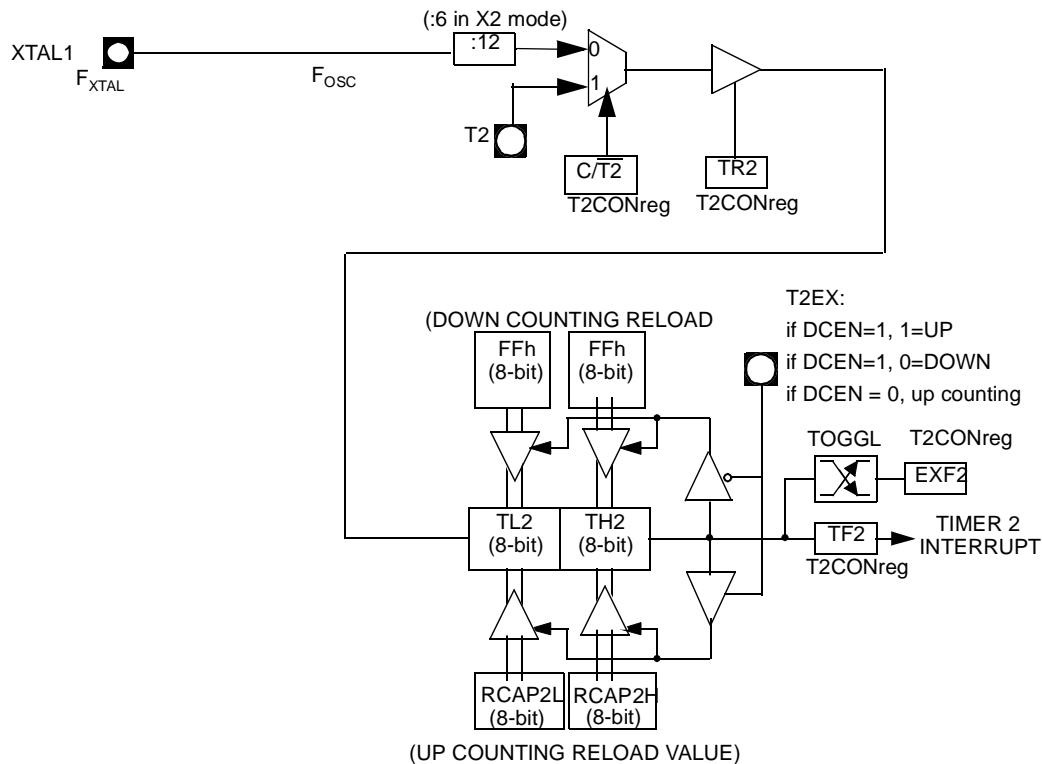 (:6 in X2 mode)
XTAL1
:12
0
FXTAL
FOSC
1
T2
C/T2
TR2
T2CONreg
T2CONreg
T2EX:
(DOWN COUNTING RELOAD
if DCEN=1, 1=UP
FFh
(8-bit)
FFh
(8-bit)
if DCEN=1, 0=DOWN
if DCEN = 0, up counting
TOGGL
T2CONreg
EXF2
TL2
(8-bit)
TH2
(8-bit)
TF2
TIMER 2
INTERRUPT
T2CONreg
RCAP2L
(8-bit)
RCAP2H
(8-bit)
(UP COUNTING RELOAD VALUE)